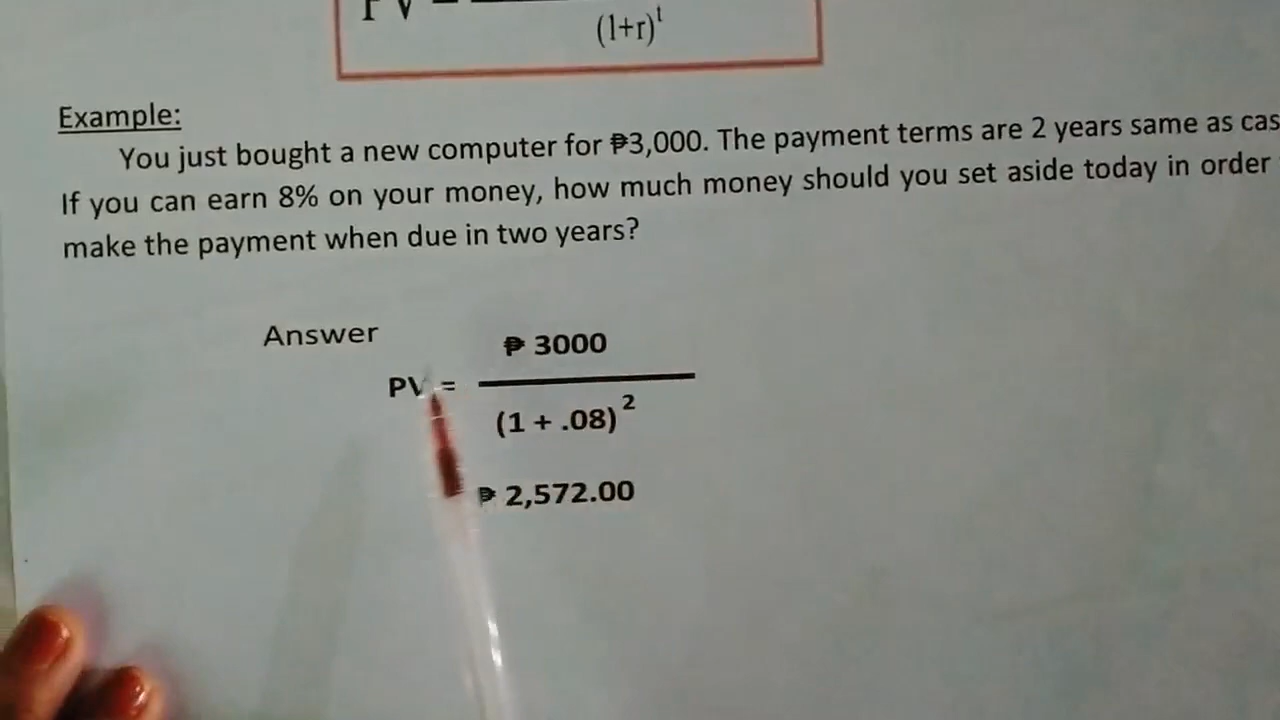 PV =
(1+r)^t
Example:
You just bought a new computer for ₱3,000. The payment terms are 2 years same as
If you can earn 8% on your money, how much money should you set aside today in order
make the payment when due in two years?
Answer
₱ 3000
PV =
(1 + .08)^2
₱ 2,572.00